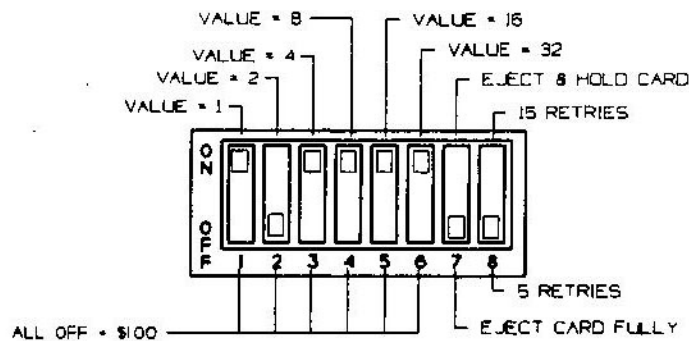 VALUE = 8
VALUE = 16
VALUE = 4
VALUE = 32
VALUE = 2
EJECT & HOLD CARD
VALUE = 1
15 RETRIES
ON
OFF
1 2 3 4 5 6 7 8
5 RETRIES
ALL OFF = $100
EJECT CARD FULLY